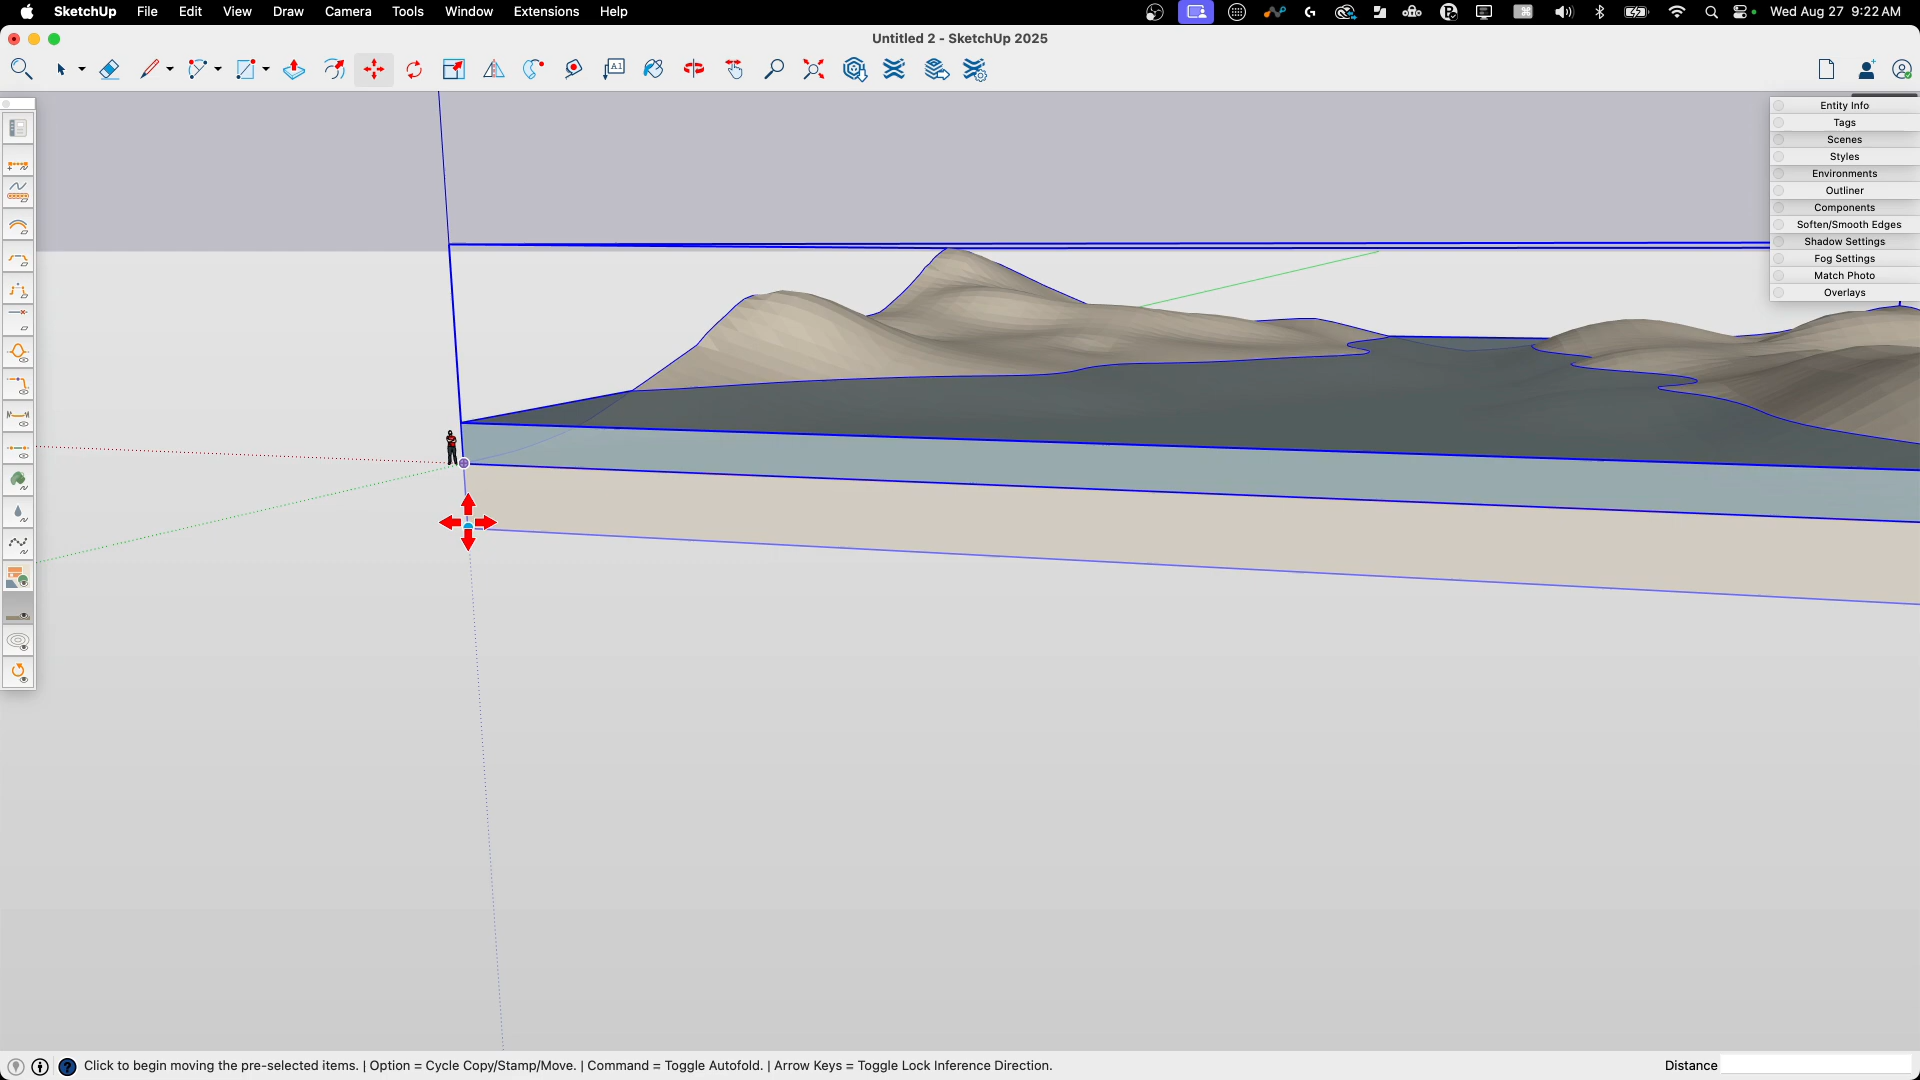 SketchUp File Edit View Draw Camera Tools Window Extensions Help Wed Aug 27 9:22 AM
Untitled 2 - SketchUp 2025
A1
Entity Info
Tags
Scenes
Styles
Environments
Outliner
Components
Soften/Smooth Edges
Shadow Settings
Fog Settings
Match Photo
Overlays
Click to begin moving the pre-selected items. | Option = Cycle Copy/Stamp/Move. | Command = Toggle Autofold. | Arrow Keys = Toggle Lock Inference Direction. Distance